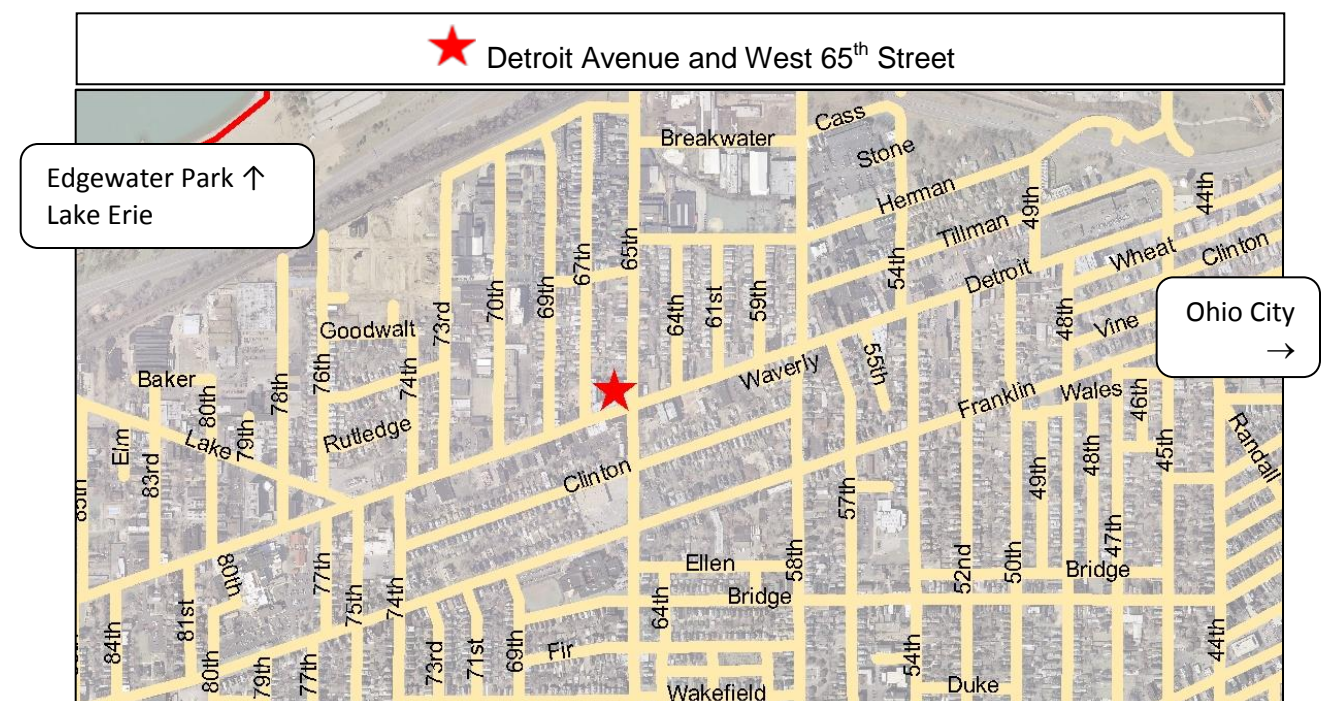 Detroit Avenue and West 65th Street
Edgewater Park ↑
Lake Erie
Ohio City
→
Breakwater
Cass
Stone
Herman
Tillman
49th
44th
Wheat
Clinton
Detroit
54th
65th
67th
69th
70th
73rd
64th
61st
59th
48th
Vine
Goodwalt
76th
74th
78th
Baker
80th
79th
Lake
Elm
83rd
Rutledge
Waverly
55th
Franklin
Wales
46th
45th
48th
49th
47th
Randall
Clinton
57th
58th
Ellen
Bridge
Bridge
52nd
50th
80th
77th
75th
74th
84th
81st
80th
79th
77th
73rd
71st
69th
Fir
64th
Wakefield
54th
Duke
44th